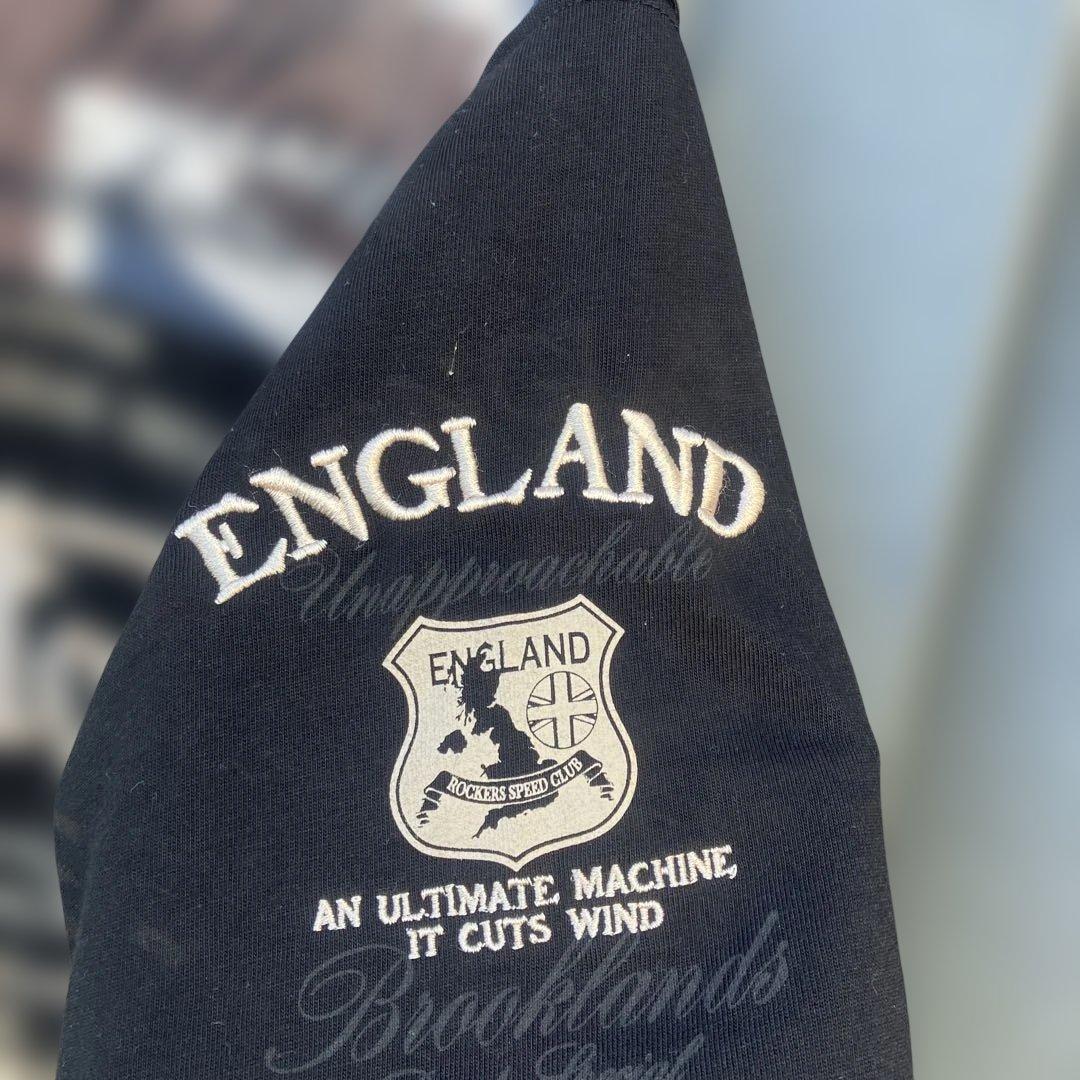 ENGLAND
Unapproachable
ENGLAND
ROCKERS SPEED CLUB
AN ULTIMATE MACHINE,
IT CUTS WIND
Brooklands